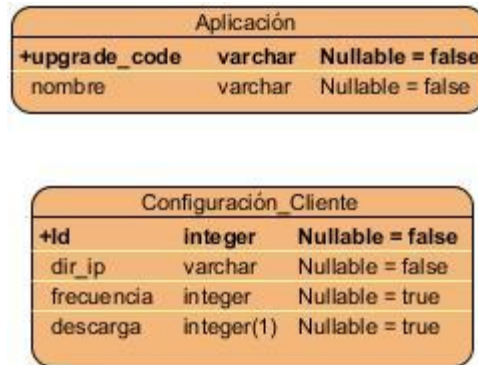 Aplicación
+upgrade_code varchar Nullable = false
nombre varchar Nullable = false
Configuración_Cliente
+Id integer Nullable = false
dir_ip varchar Nullable = false
frecuencia integer Nullable = true
descarga integer(1) Nullable = true